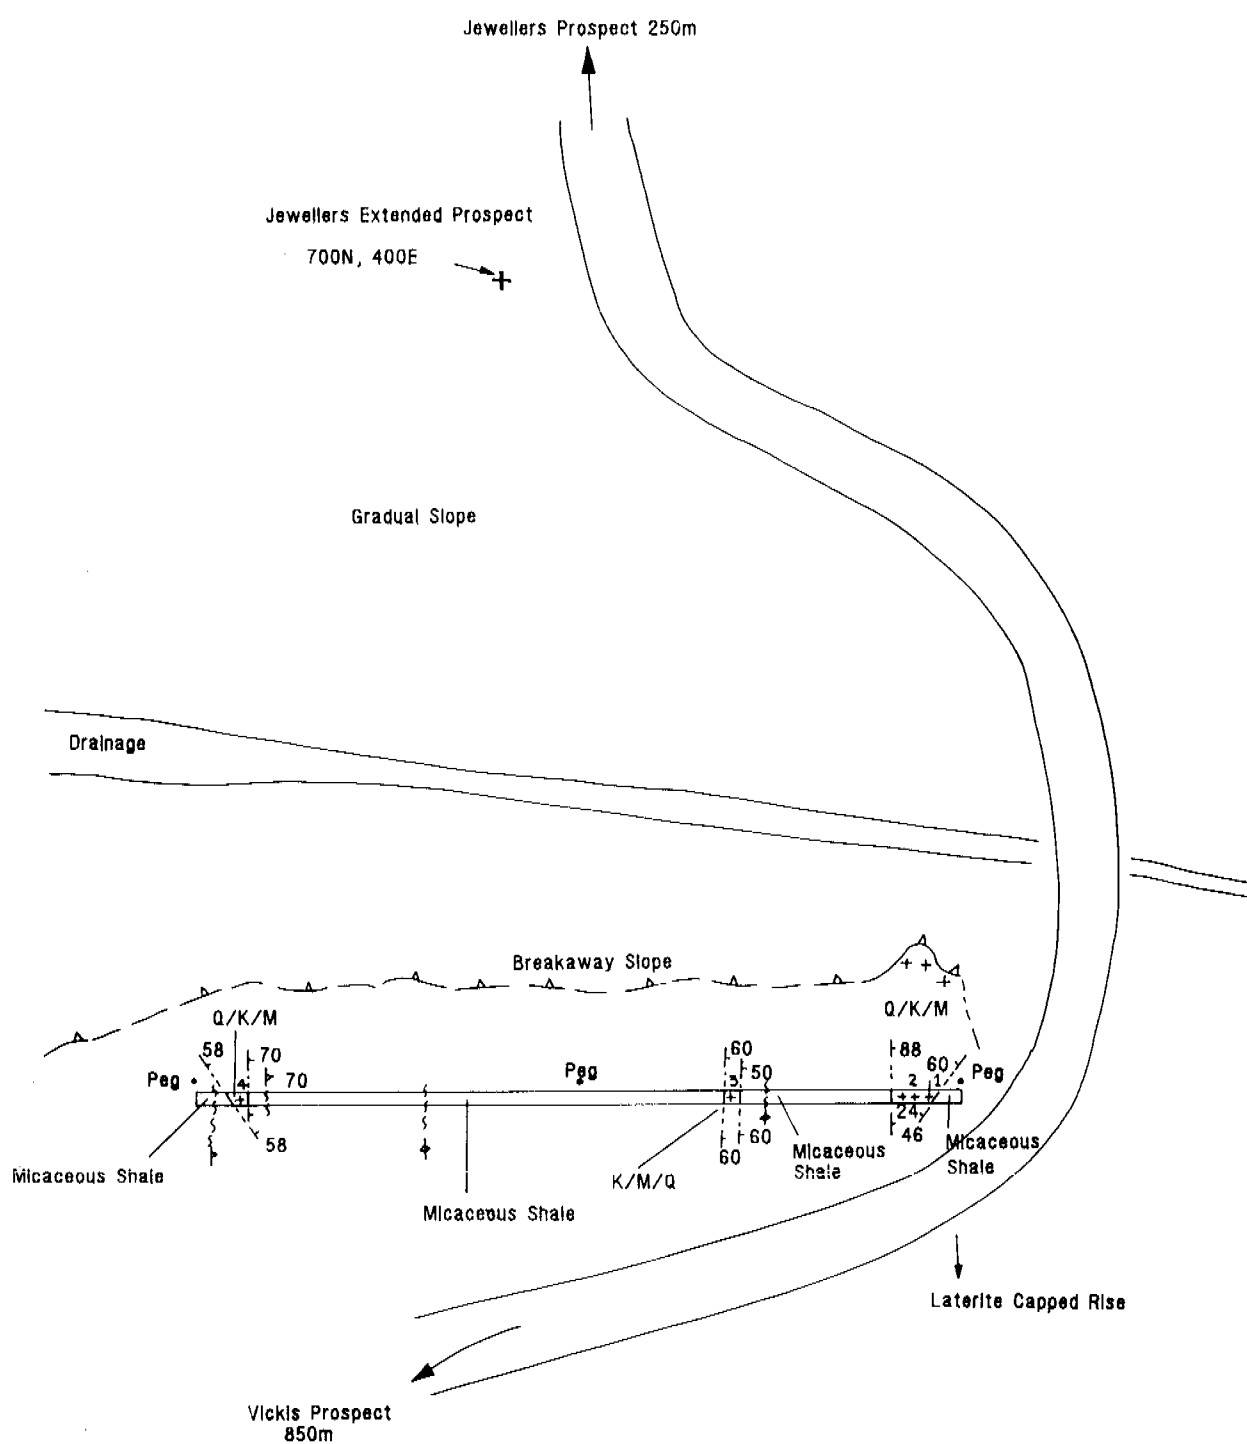 Jewellers Prospect 250m
Jewellers Extended Prospect
700N, 400E
Gradual Slope
Drainage
Breakaway Slope
Q/K/M
Q/K/M
58
70
60
88
60
Peg
70
Peg
50
Peg
4
3
2
1
24
58
60
60
46
Micaceous Shale
Micaceous
Shale
Micaceous
Shale
Micaceous Shale
K/M/Q
Laterite Capped Rise
Vickis Prospect
850m